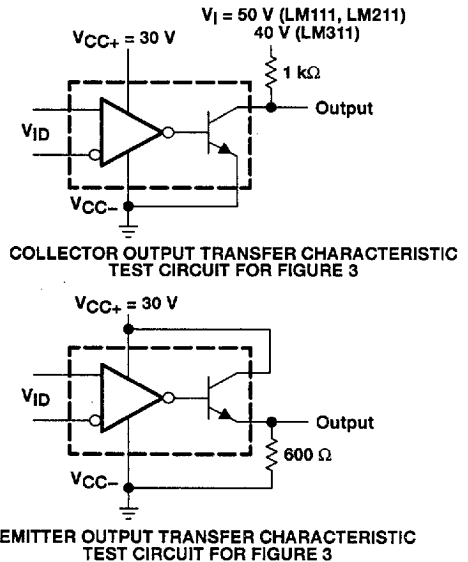 V_I = 50 V (LM111, LM211)
40 V (LM311)
V_CC+ = 30 V
1 kΩ
Output
V_ID
V_CC–
COLLECTOR OUTPUT TRANSFER CHARACTERISTIC
TEST CIRCUIT FOR FIGURE 3
V_CC+ = 30 V
V_ID
Output
600 Ω
V_CC–
EMITTER OUTPUT TRANSFER CHARACTERISTIC
TEST CIRCUIT FOR FIGURE 3